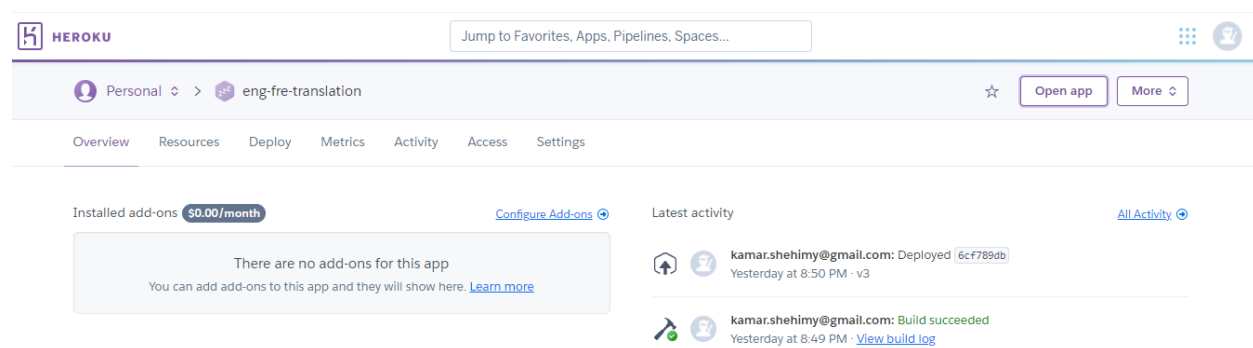 HEROKU
Jump to Favorites, Apps, Pipelines, Spaces...
Personal > eng-fre-translation
Open app
More
Overview Resources Deploy Metrics Activity Access Settings
Installed add-ons $0.00/month
Configure Add-ons
There are no add-ons for this app
You can add add-ons to this app and they will show here. Learn more
Latest activity
All Activity
kamar.shehimy@gmail.com: Deployed 6cf789db
Yesterday at 8:50 PM · v3
kamar.shehimy@gmail.com: Build succeeded
Yesterday at 8:49 PM · View build log